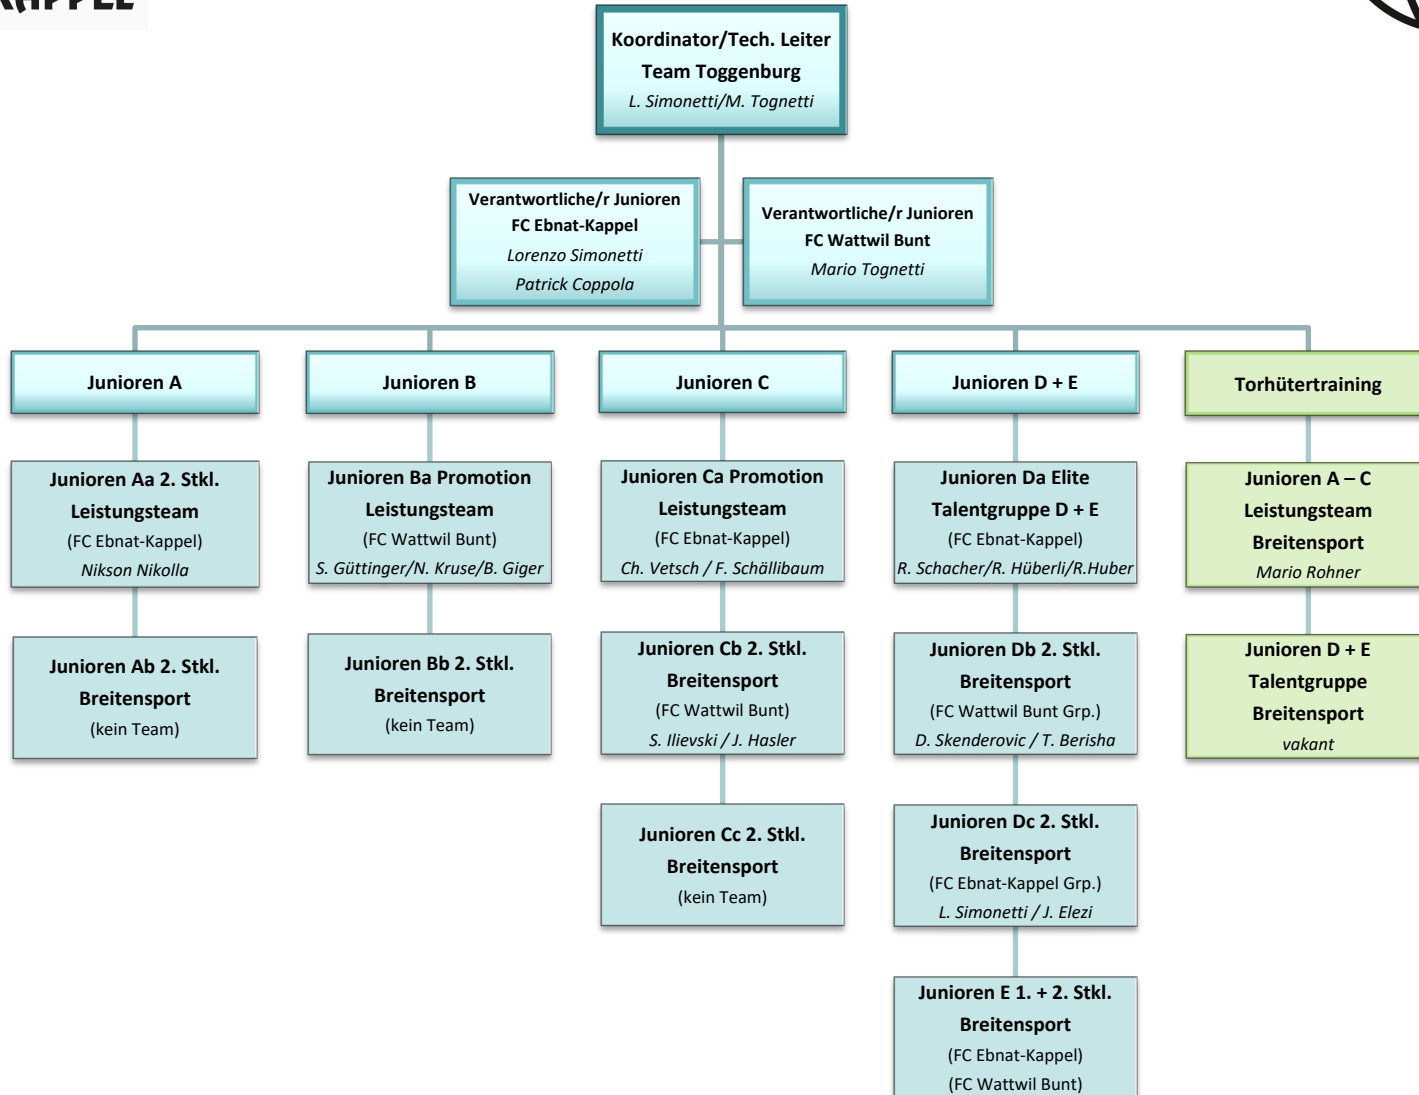 KAPPEL
Koordinator/Tech. Leiter
Team Toggenburg
L. Simonetti/M. Tognetti
Verantwortliche/r Junioren
FC Ebnat-Kappel
Lorenzo Simonetti
Patrick Coppola
Verantwortliche/r Junioren
FC Wattwil Bunt
Mario Tognetti
Junioren A
Junioren Aa 2. Stkl.
Leistungsteam
(FC Ebnat-Kappel)
Nikson Nikolla
Junioren Ab 2. Stkl.
Breitensport
(kein Team)
Junioren B
Junioren Ba Promotion
Leistungsteam
(FC Wattwil Bunt)
S. Güttinger/N. Kruse/B. Giger
Junioren Bb 2. Stkl.
Breitensport
(kein Team)
Junioren C
Junioren Ca Promotion
Leistungsteam
(FC Ebnat-Kappel)
Ch. Vetsch / F. Schällibaum
Junioren Cb 2. Stkl.
Breitensport
(FC Wattwil Bunt)
S. Ilievski / J. Hasler
Junioren Cc 2. Stkl.
Breitensport
(kein Team)
Junioren D + E
Junioren Da Elite
Talentgruppe D + E
(FC Ebnat-Kappel)
R. Schacher/R. Hüberli/R.Huber
Junioren Db 2. Stkl.
Breitensport
(FC Wattwil Bunt Grp.)
D. Skenderovic / T. Berisha
Junioren Dc 2. Stkl.
Breitensport
(FC Ebnat-Kappel Grp.)
L. Simonetti / J. Elezi
Junioren E 1. + 2. Stkl.
Breitensport
(FC Ebnat-Kappel)
(FC Wattwil Bunt)
Torhütertraining
Junioren A – C
Leistungsteam
Breitensport
Mario Rohner
Junioren D + E
Talentgruppe
Breitensport
vakant